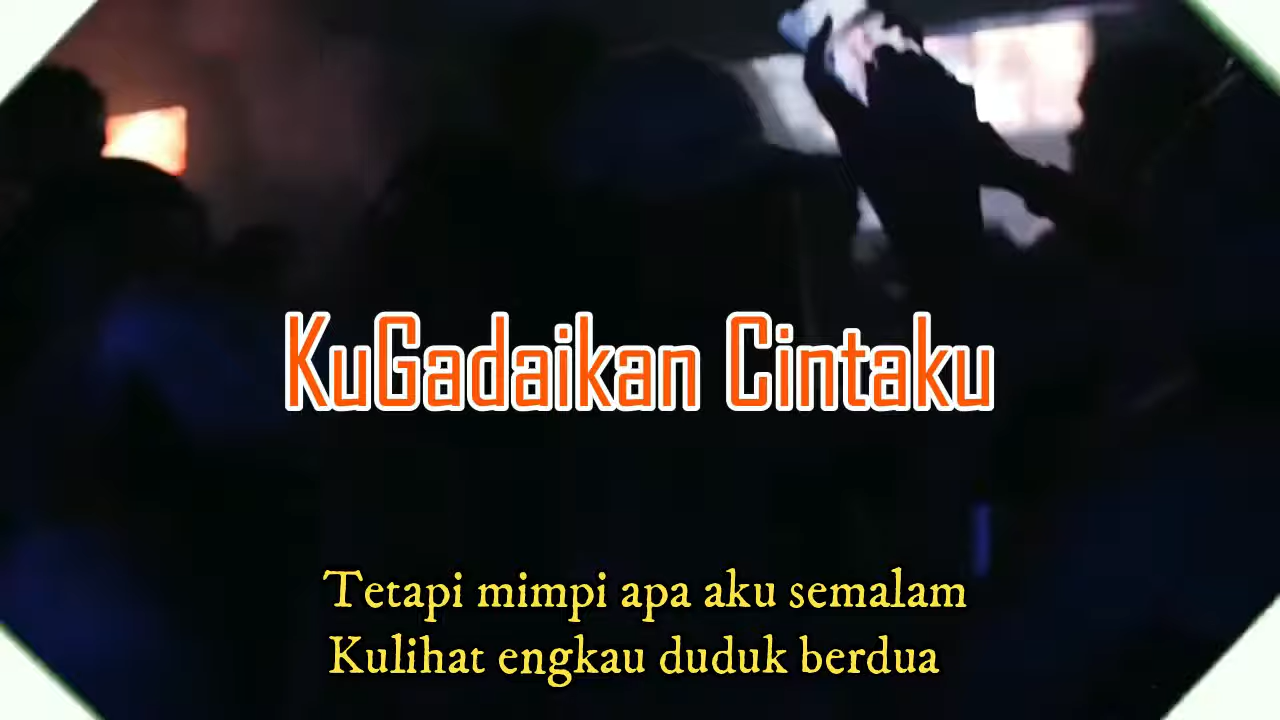 KuGadaikan Cintaku
Tetapi mimpi apa aku semalam
Kulihat engkau duduk berdua